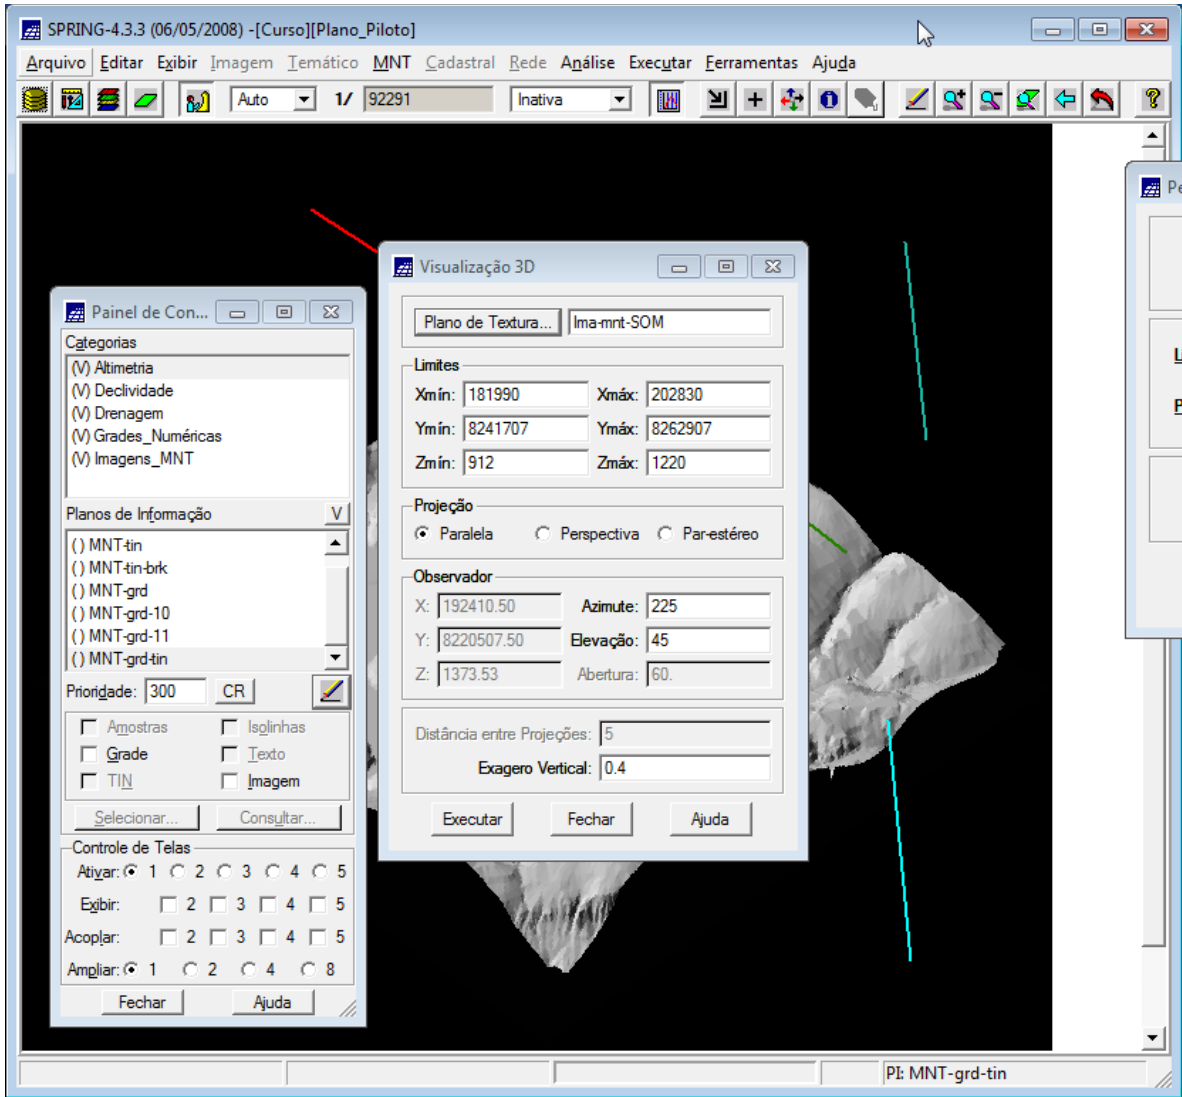 SPRING-4.3.3 (06/05/2008) -[Curso][Plano_Piloto]
Arquivo Editar Exibir Imagem Temático MNT Cadastral Rede Análise Executar Ferramentas Ajuda
Auto 1/ 92291 Inativa
Pe
Visualização 3D
Plano de Textura... Ima-mnt-SOM
Limites
Xmín: 181990 Xmáx: 202830
Ymín: 8241707 Ymáx: 8262907
Zmín: 912 Zmáx: 1220
Projeção
Paralela Perspectiva Par-estéreo
Observador
X: 192410.50 Azimute: 225
Y: 8220507.50 Elevação: 45
Z: 1373.53 Abertura: 60.
Distância entre Projeções: 5
Exagero Vertical: 0.4
Executar Fechar Ajuda
Painel de Con...
Categorias
(V) Altimetria
(V) Declividade
(V) Drenagem
(V) Grades_Numéricas
(V) Imagens_MNT
Planos de Informação V
( ) MNT-tin
( ) MNT-tin-brk
( ) MNT-grd
( ) MNT-grd-10
( ) MNT-grd-11
( ) MNT-grd-tin
Prioridade: 300 CR
Amostras Isolinhas
Grade Texto
TIN Imagem
Selecionar... Consultar...
Controle de Telas
Ativar: 1 2 3 4 5
Exibir: 2 3 4 5
Acoplar: 2 3 4 5
Ampliar: 1 2 4 8
Fechar Ajuda
PI: MNT-grd-tin